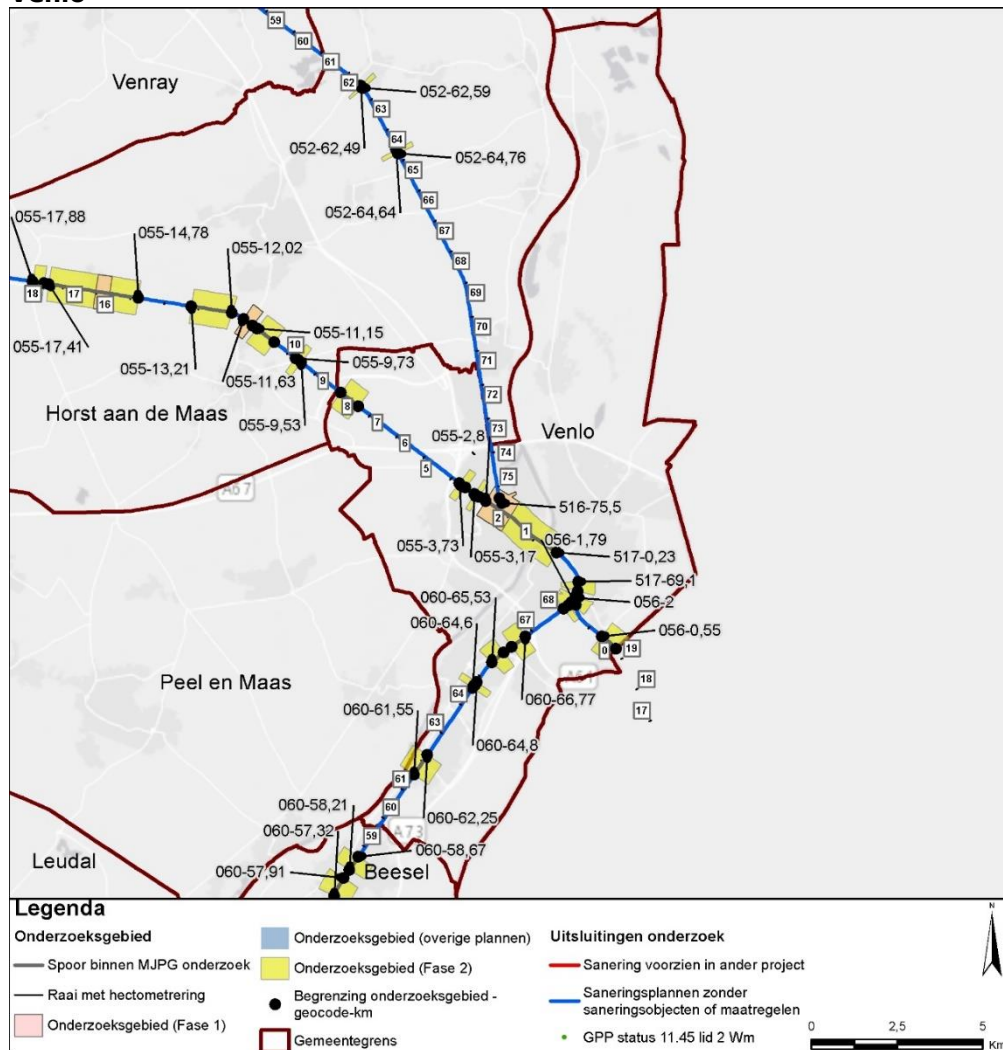 Venlo
59
60
61
62
Venray
052-62,59
63
052-62,49
64
052-64,76
65
66
052-64,64
67
68
69
70
71
72
73
74
75
055-17,88
055-14,78
055-12,02
18
17
16
055-17,41
055-13,21
055-11,15
10
055-11,63
055-9,73
9
Horst aan de Maas
055-9,53
8
7
6
5
055-2,8
Venlo
A67
2
516-75,5
1
056-1,79
055-3,73
055-3,17
517-0,23
517-69,1
060-65,53
68
056-2
060-64,6
67
056-0,55
0
19
A61
18
17
Peel en Maas
64
060-66,77
060-61,55
63
060-64,8
61
060-58,21
60
060-62,25
060-57,32
59
A73
060-58,67
Leudal
060-57,91
Beesel
Legenda
Onderzoeksgebied
Spoor binnen MJPG onderzoek
Raai met hectometrering
Onderzoeksgebied (Fase 1)
Onderzoeksgebied (overige plannen)
Onderzoeksgebied (Fase 2)
Begrenzing onderzoeksgebied -
geocode-km
Gemeentegrens
Uitsluitingen onderzoek
Sanering voorzien in ander project
Saneringsplannen zonder
saneringsobjecten of maatregelen
GPP status 11.45 lid 2 Wm
N
0 2,5 5
Km